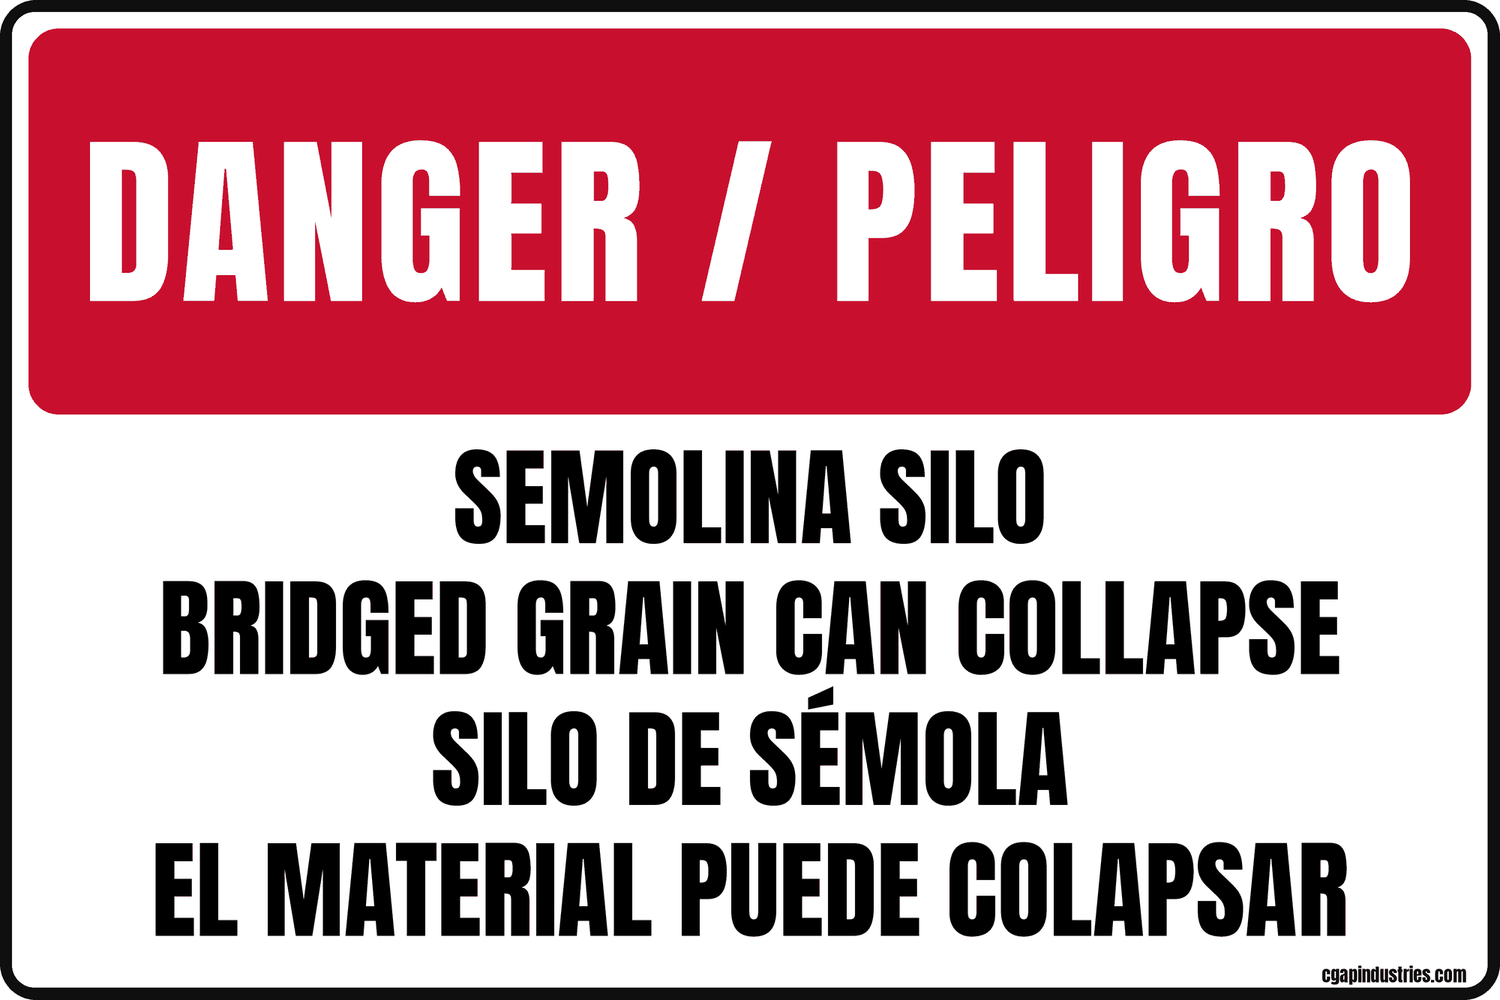 DANGER / PELIGRO
SEMOLINA SILO
BRIDGED GRAIN CAN COLLAPSE
SILO DE SÉMOLA
EL MATERIAL PUEDE COLAPSAR
cgapindustries.com